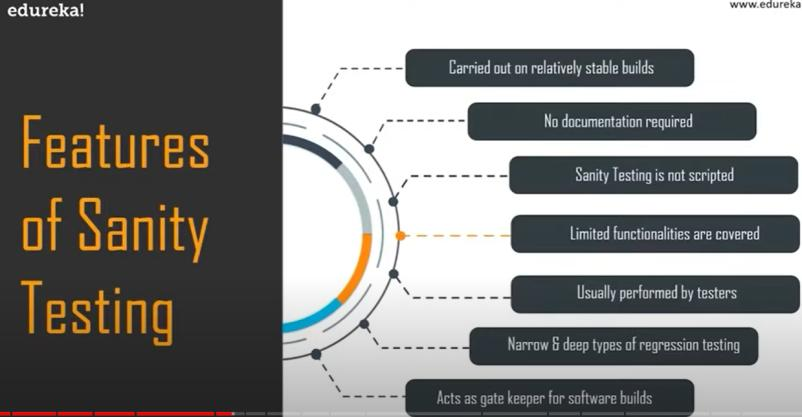 edureka!
www.edureka
Features
of Sanity
Testing
Carried out on relatively stable builds
No documentation required
Sanity Testing is not scripted
Limited functionalities are covered
Usually performed by testers
Narrow & deep types of regression testing
Acts as gate keeper for software builds